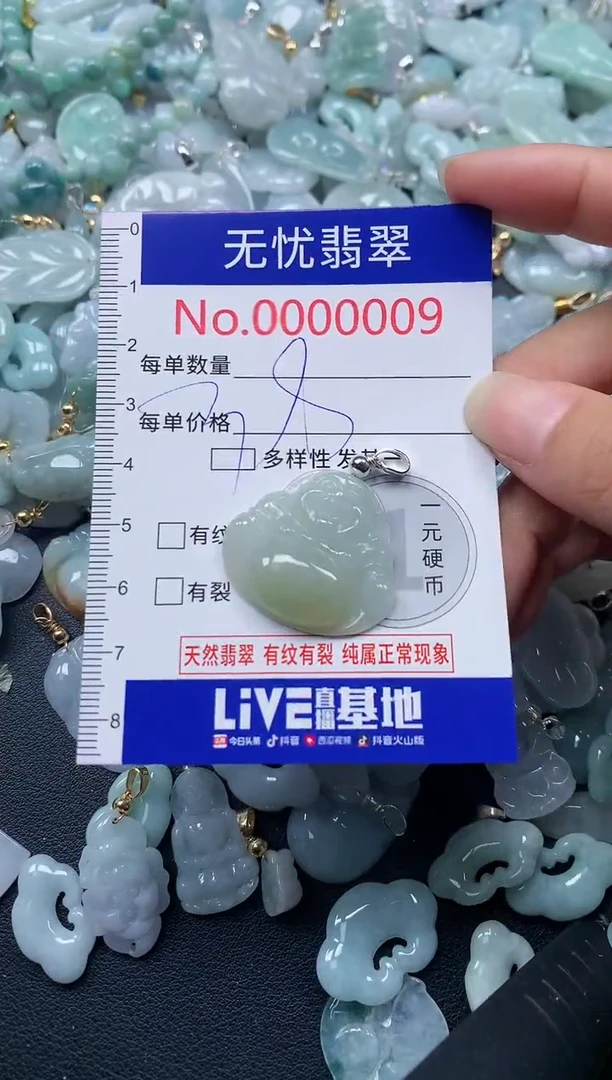 无忧翡翠
No.0000009
每单数量
每单价格
多样性发
有纹
有裂
一元硬币
天然翡翠 有纹有裂 纯属正常现象
LiVE直播基地
今日头条 抖音 西瓜视频 抖音火山版
0
1
2
3
4
5
6
7
8